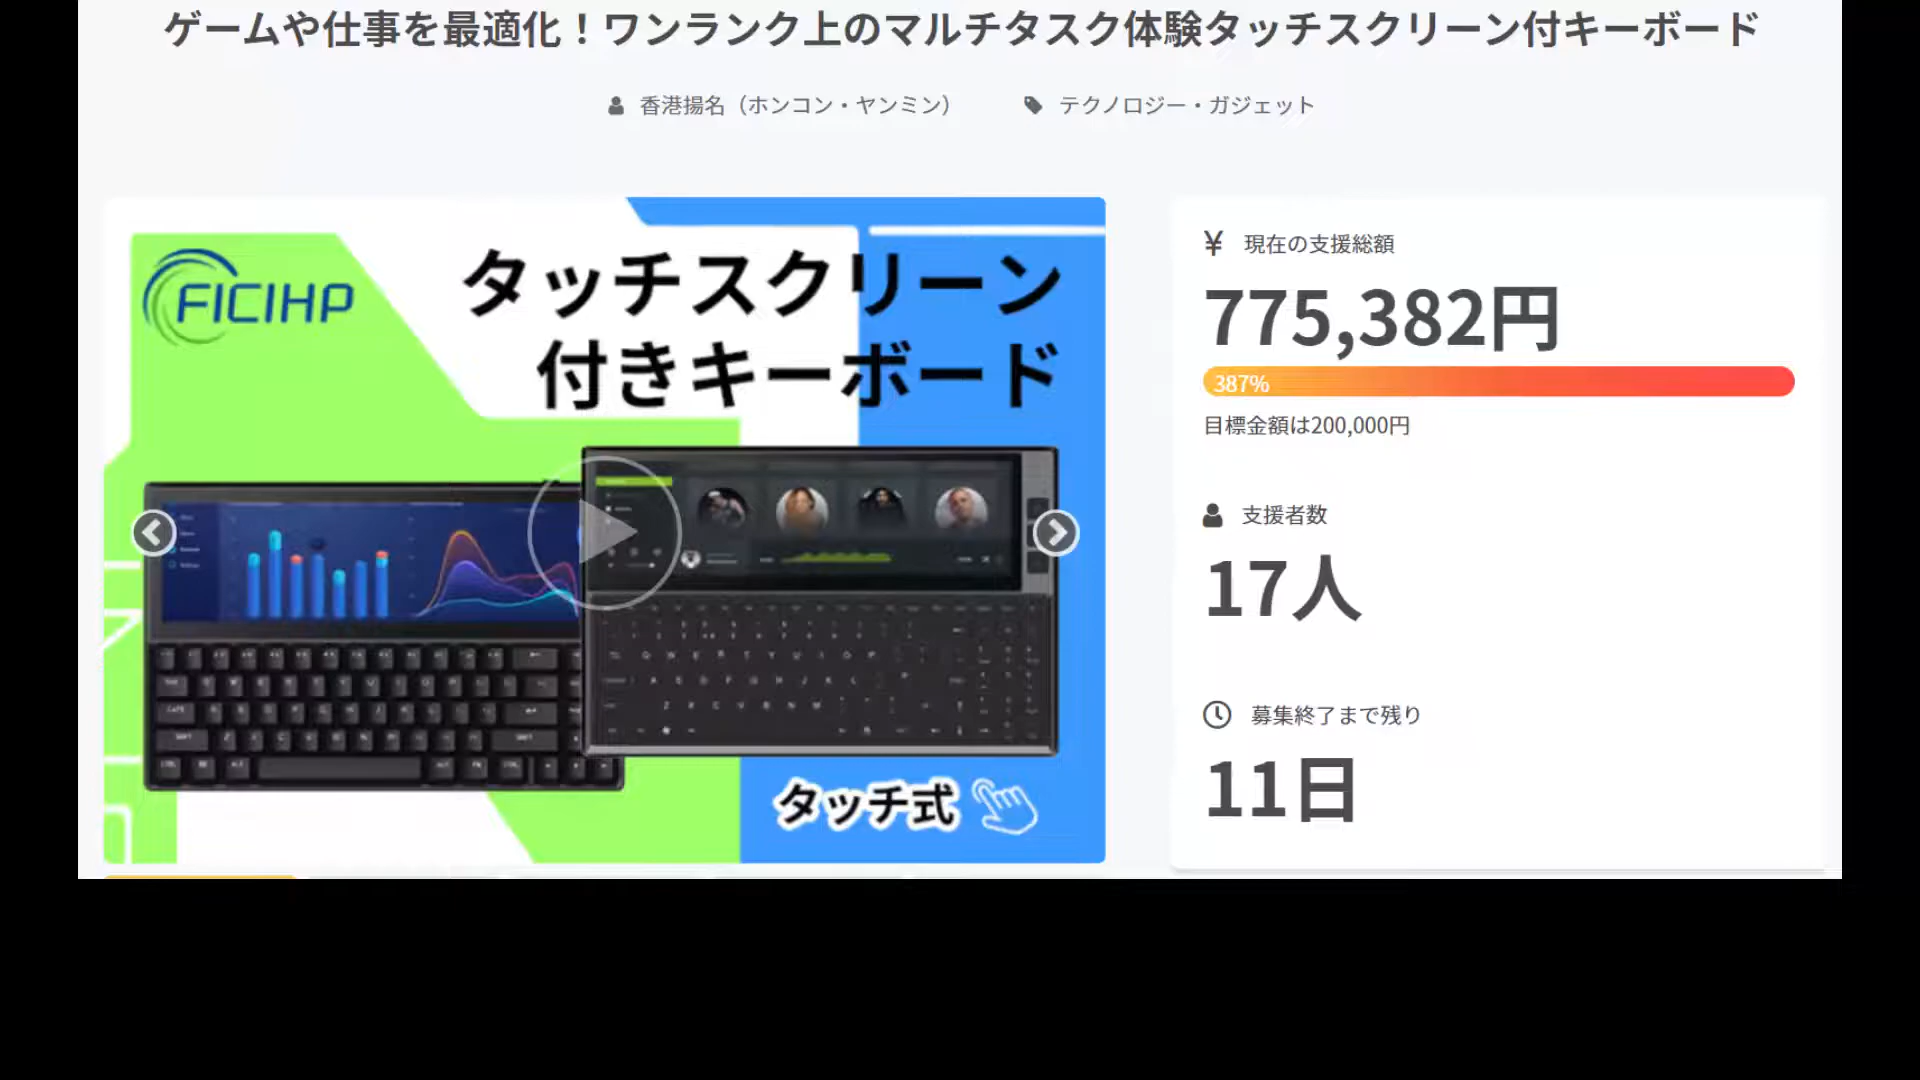 ゲームや仕事を最適化！ワンランク上のマルチタスク体験タッチスクリーン付キーボード
香港揚名（ホンコン・ヤンミン）
テクノロジー・ガジェット
FICIHP
タッチスクリーン
付きキーボード
タッチ式
¥ 現在の支援総額
775,382円
387%
目標金額は200,000円
支援者数
17人
募集終了まで残り
11日